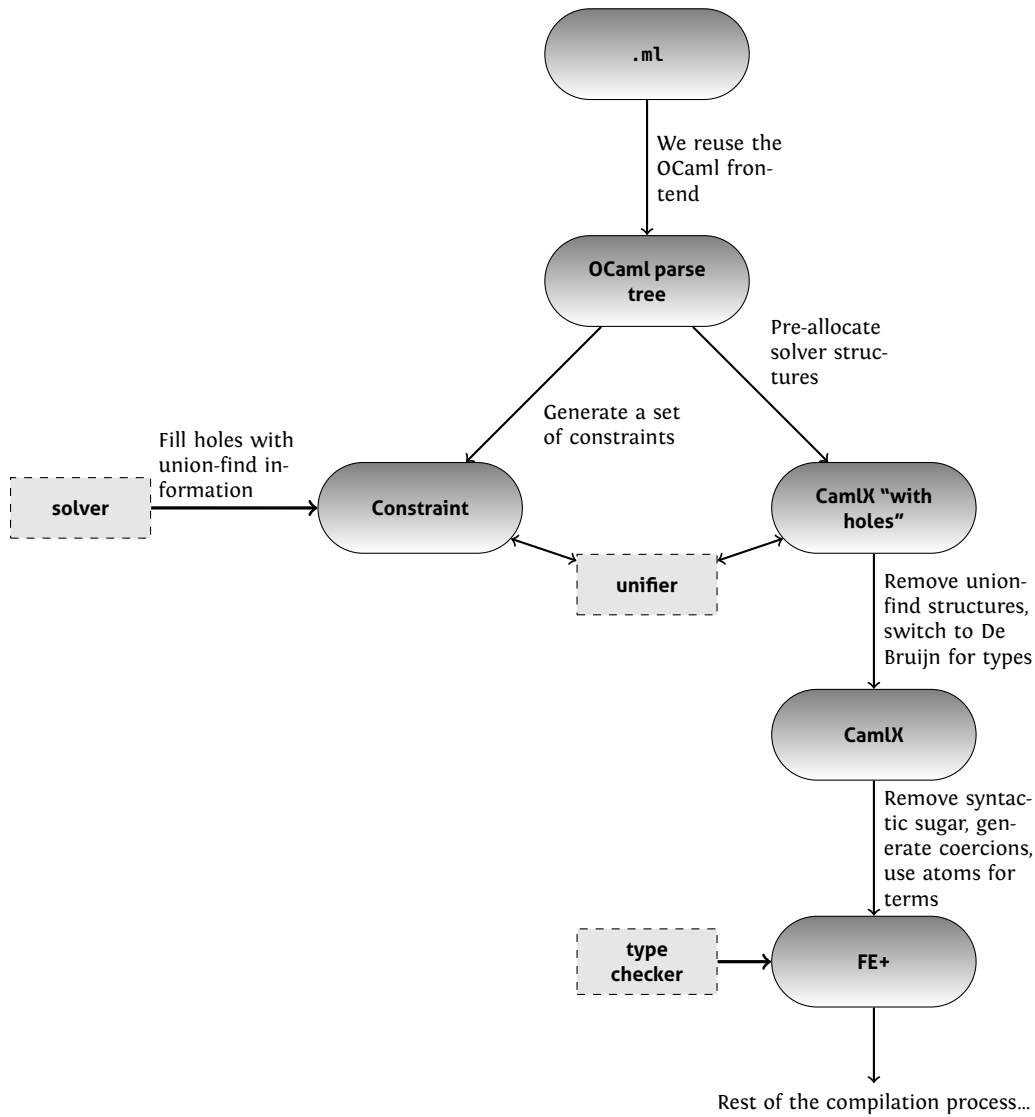 .ml
We reuse the
OCaml fron-
tend
OCaml parse
tree
Pre-allocate
solver struc-
tures
Generate a set
of constraints
Fill holes with
union-find in-
formation
solver
Constraint
CamlX “with
holes”
unifier
Remove union-
find structures,
switch to De
Bruijn for types
CamlX
Remove syntac-
tic sugar, gen-
erate coercions,
use atoms for
terms
type
checker
FE+
Rest of the compilation process...